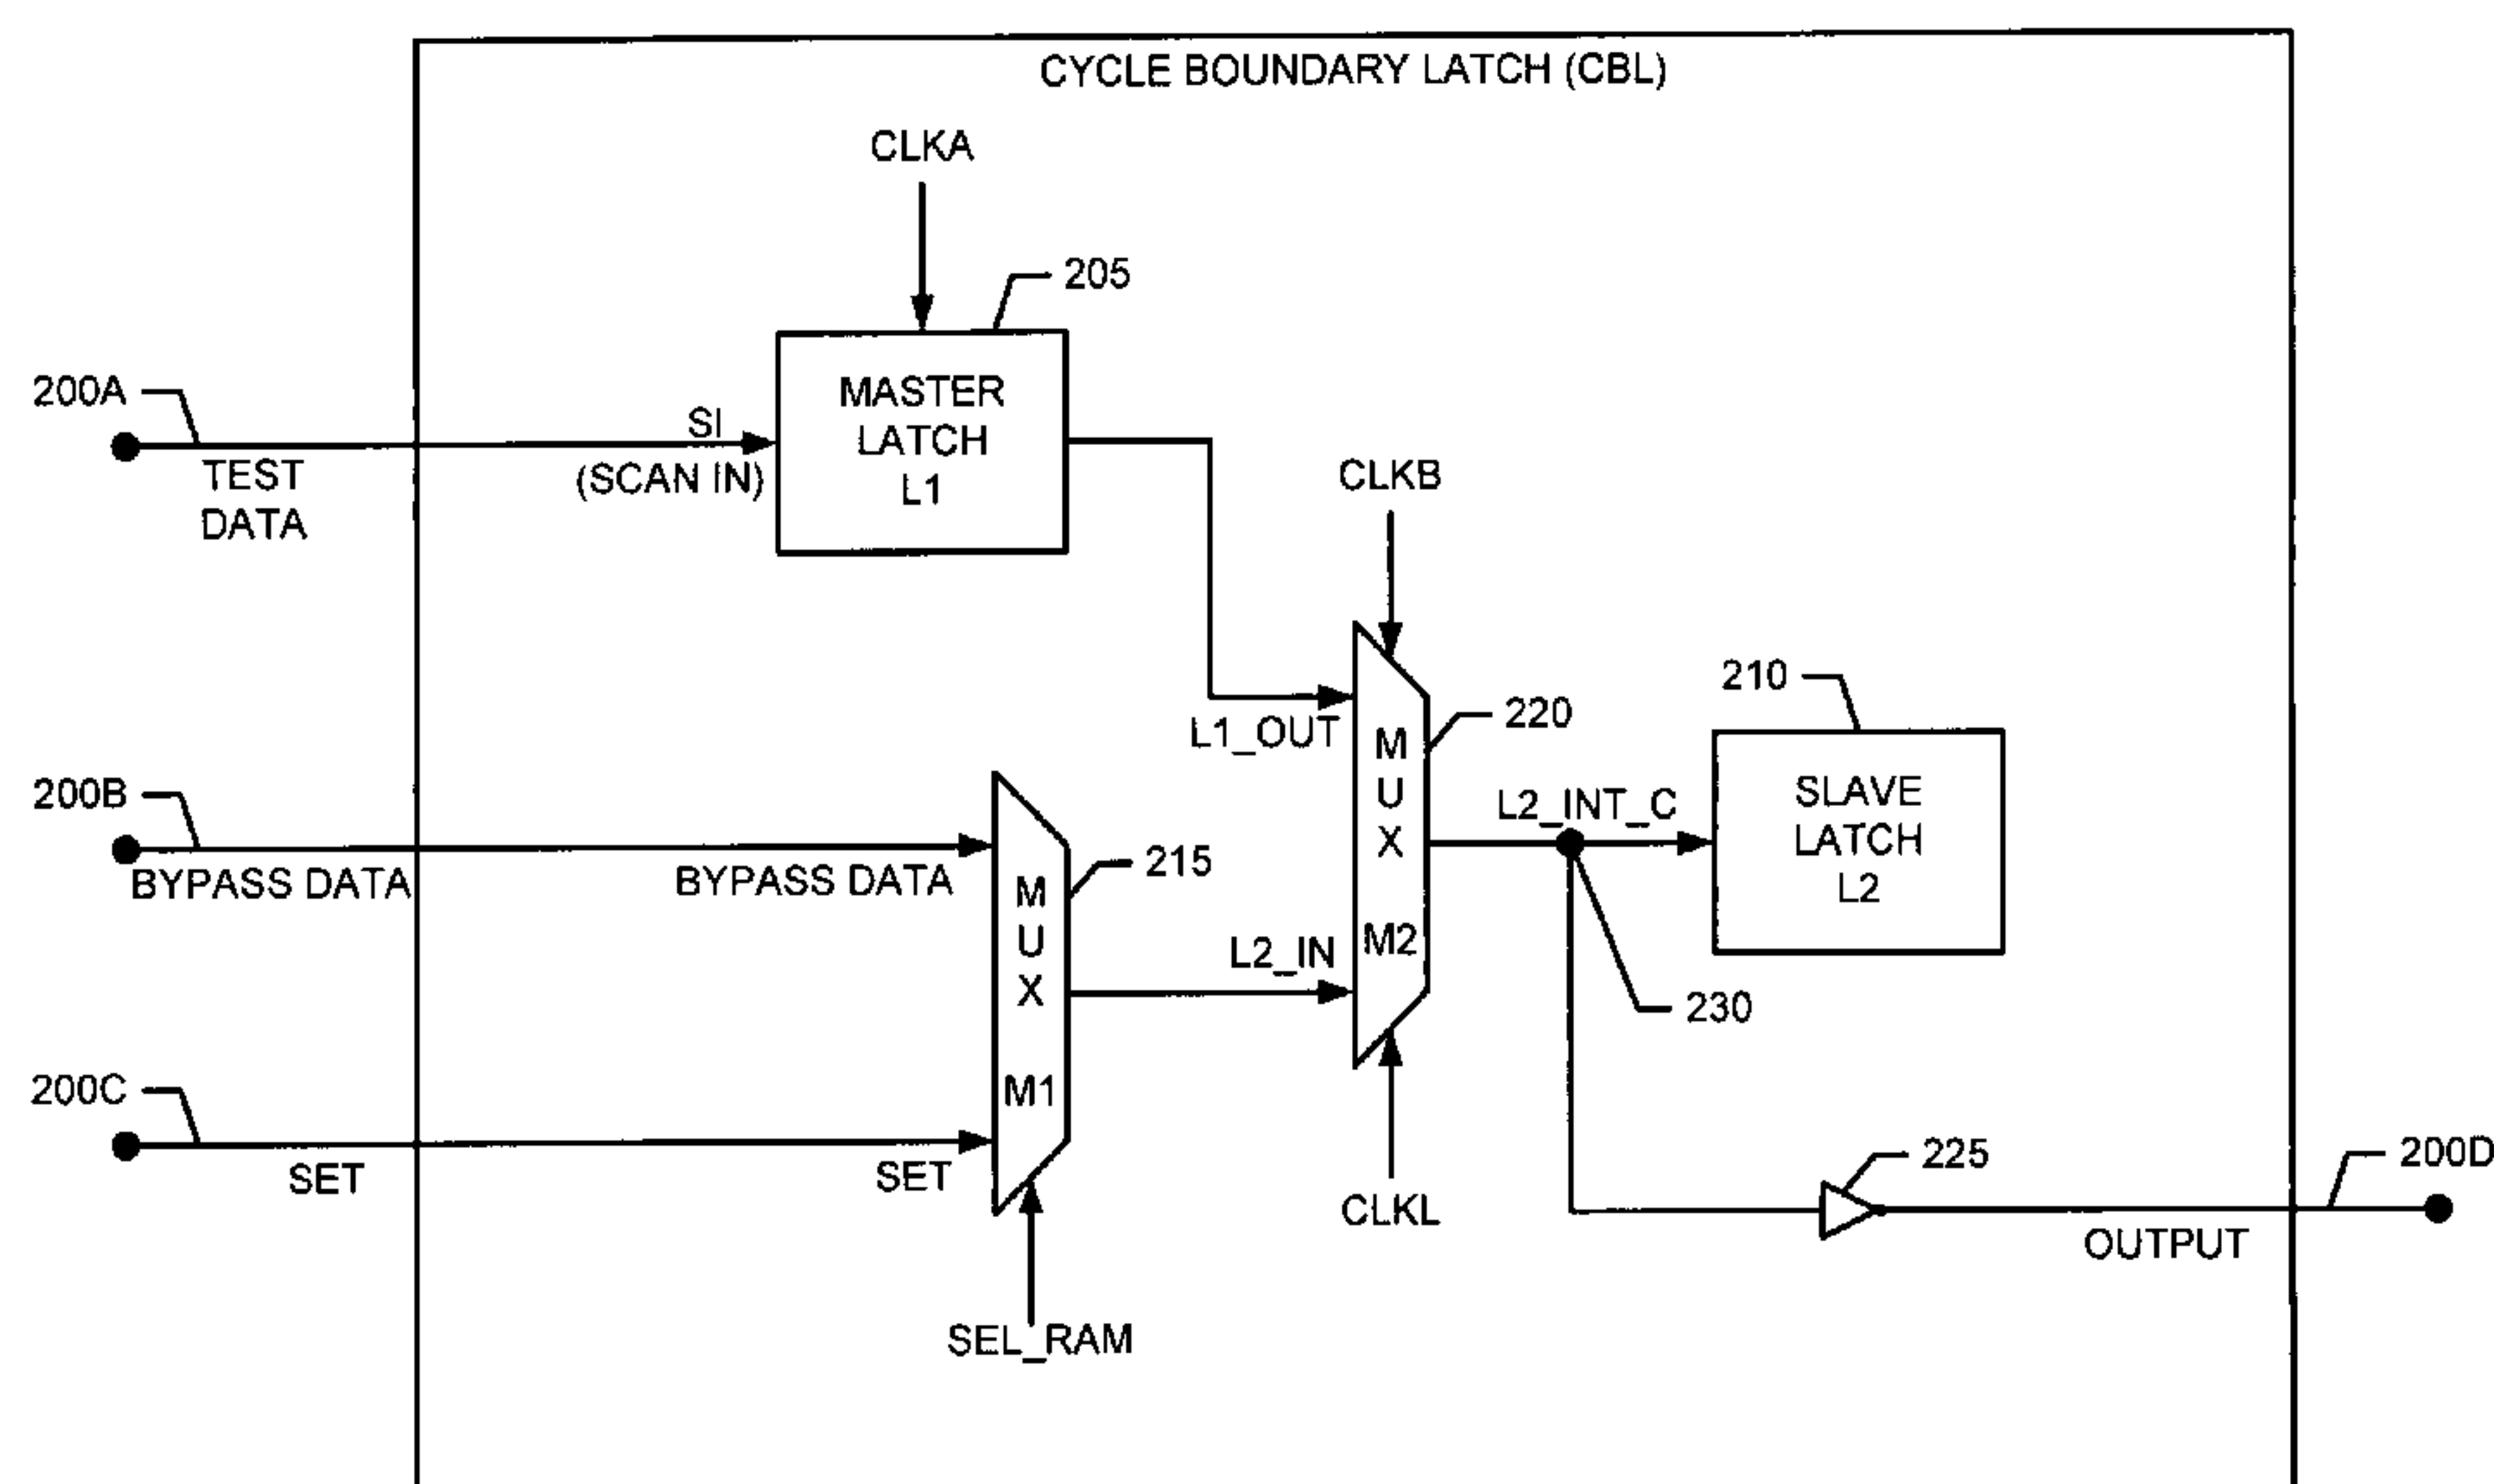 CYCLE BOUNDARY LATCH (CBL)
CLKA
205
200A
MASTER
LATCH
L1
SI
(SCAN IN)
TEST
DATA
CLKB
210
220
L1_OUT
M
U
X
M2
L2_INT_C
SLAVE
LATCH
L2
200B
BYPASS DATA
BYPASS DATA
215
M
U
X
M1
L2_IN
230
200C
SET
SET
CLKL
225
200D
OUTPUT
SEL_RAM